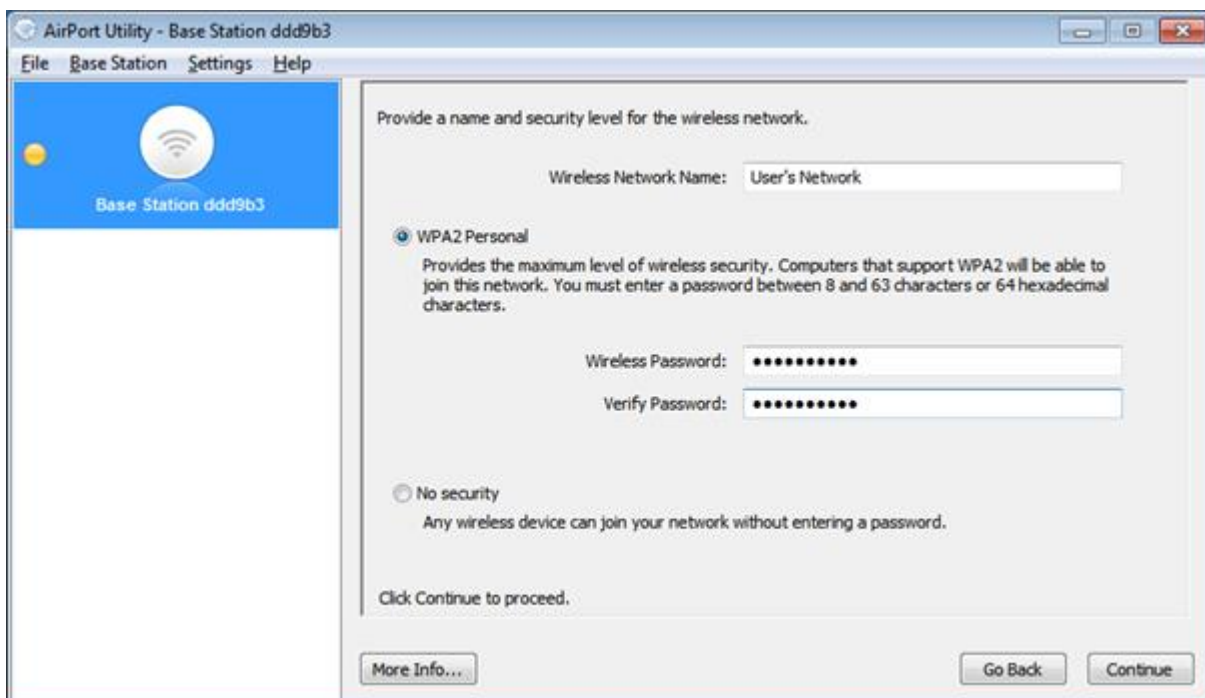 AirPort Utility - Base Station ddd9b3
File Base Station Settings Help
Base Station ddd9b3
Provide a name and security level for the wireless network.
Wireless Network Name: User's Network
WPA2 Personal
Provides the maximum level of wireless security. Computers that support WPA2 will be able to
join this network. You must enter a password between 8 and 63 characters or 64 hexadecimal
characters.
Wireless Password: ••••••••••
Verify Password: ••••••••••
No security
Any wireless device can join your network without entering a password.
Click Continue to proceed.
More Info... Go Back Continue